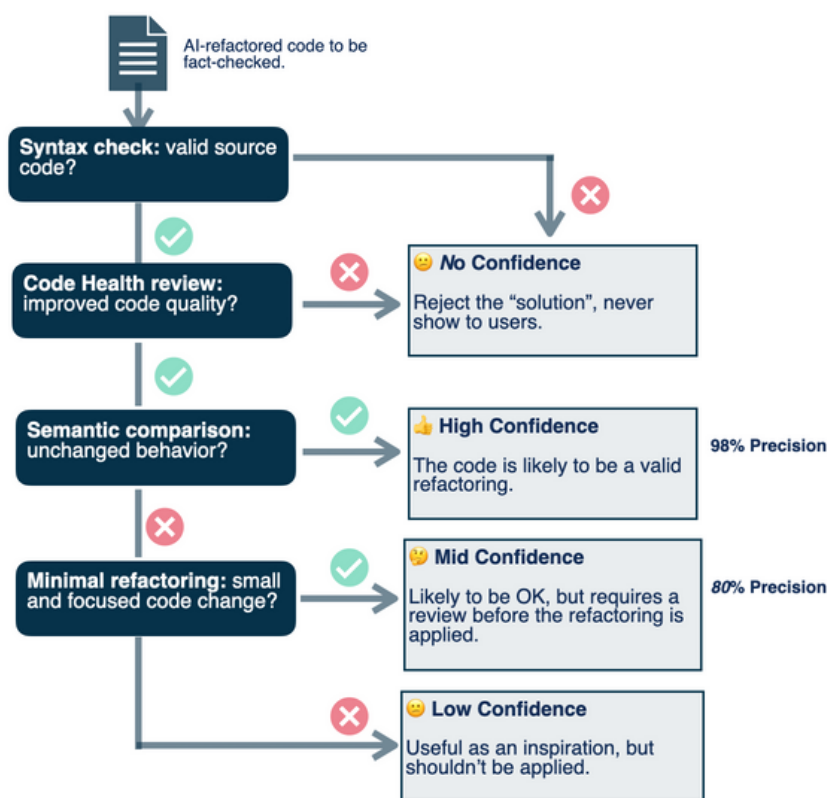 AI-refactored code to be
fact-checked.
Syntax check: valid source
code?
Code Health review:
improved code quality?
No Confidence
Reject the “solution”, never
show to users.
Semantic comparison:
unchanged behavior?
High Confidence
The code is likely to be a valid
refactoring.
98% Precision
Minimal refactoring: small
and focused code change?
Mid Confidence
Likely to be OK, but requires a
review before the refactoring is
applied.
80% Precision
Low Confidence
Useful as an inspiration, but
shouldn’t be applied.